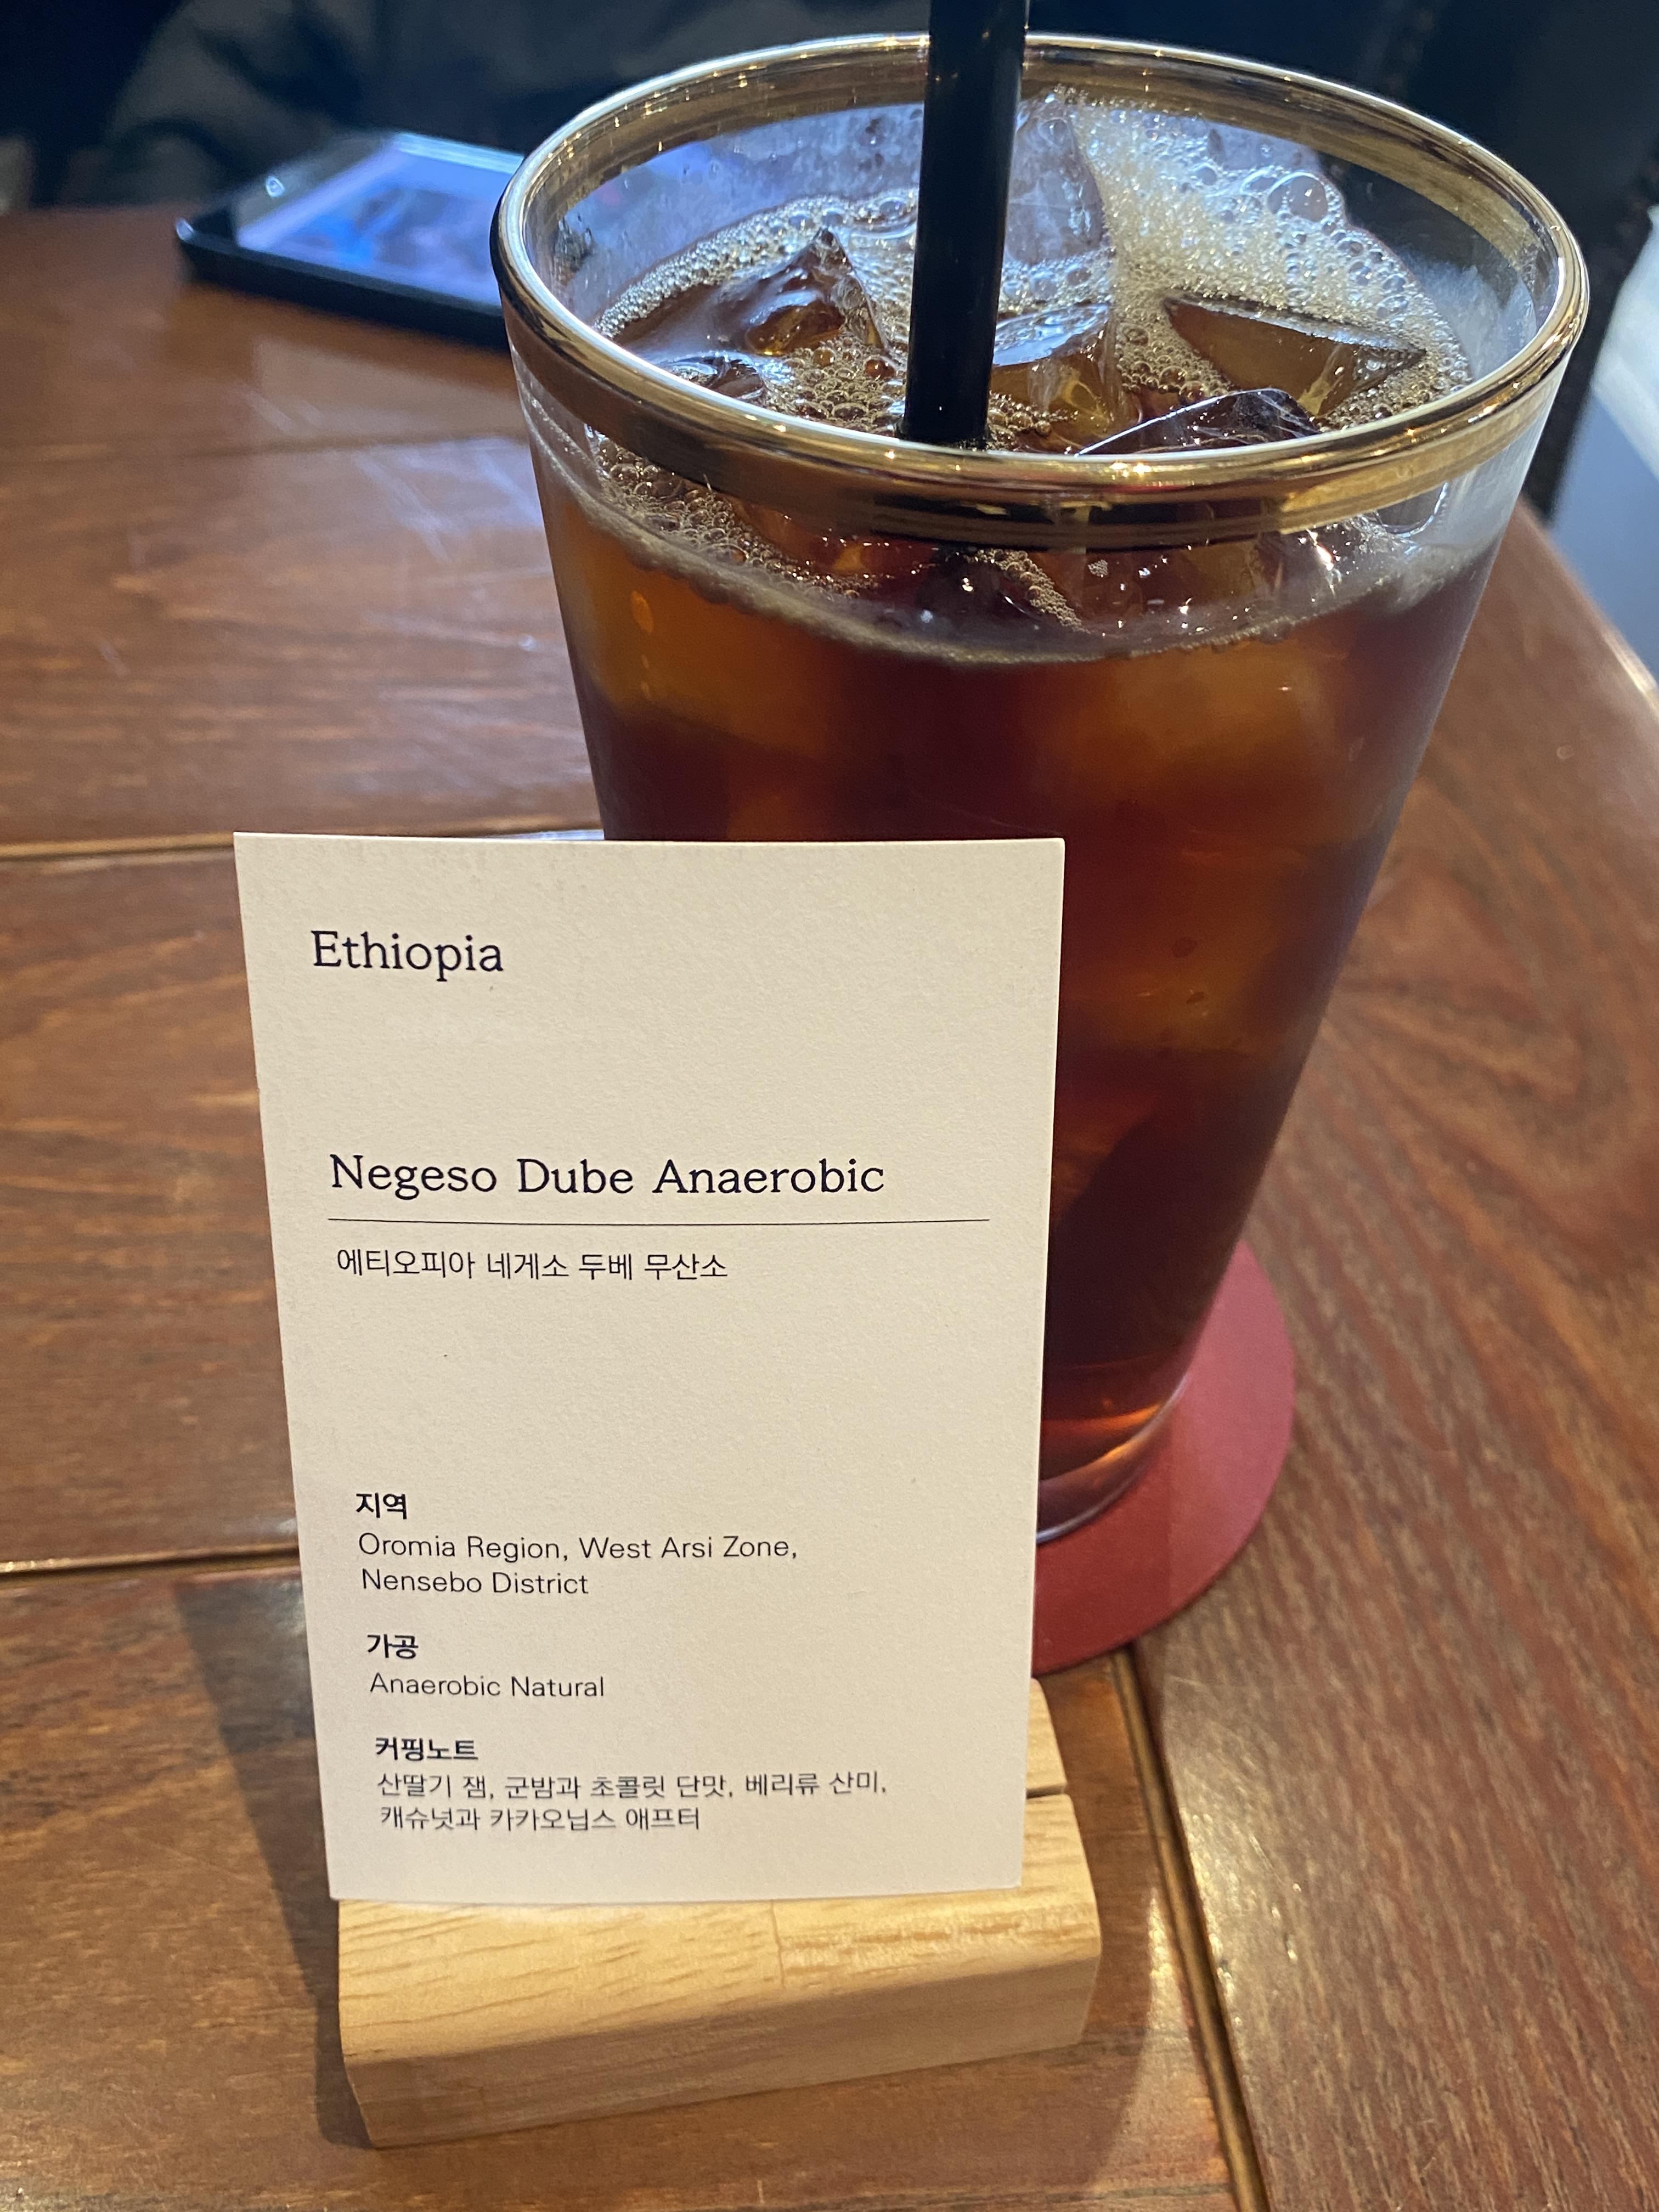 Ethiopia
Negeso Dube Anaerobic
에티오피아 네게소 두베 무산소
지역
Oromia Region, West Arsi Zone,
Nensebo District
가공
Anaerobic Natural
커핑노트
산딸기 잼, 군밤과 초콜릿 단맛, 베리류 산미,
캐슈넛과 카카오닙스 애프터